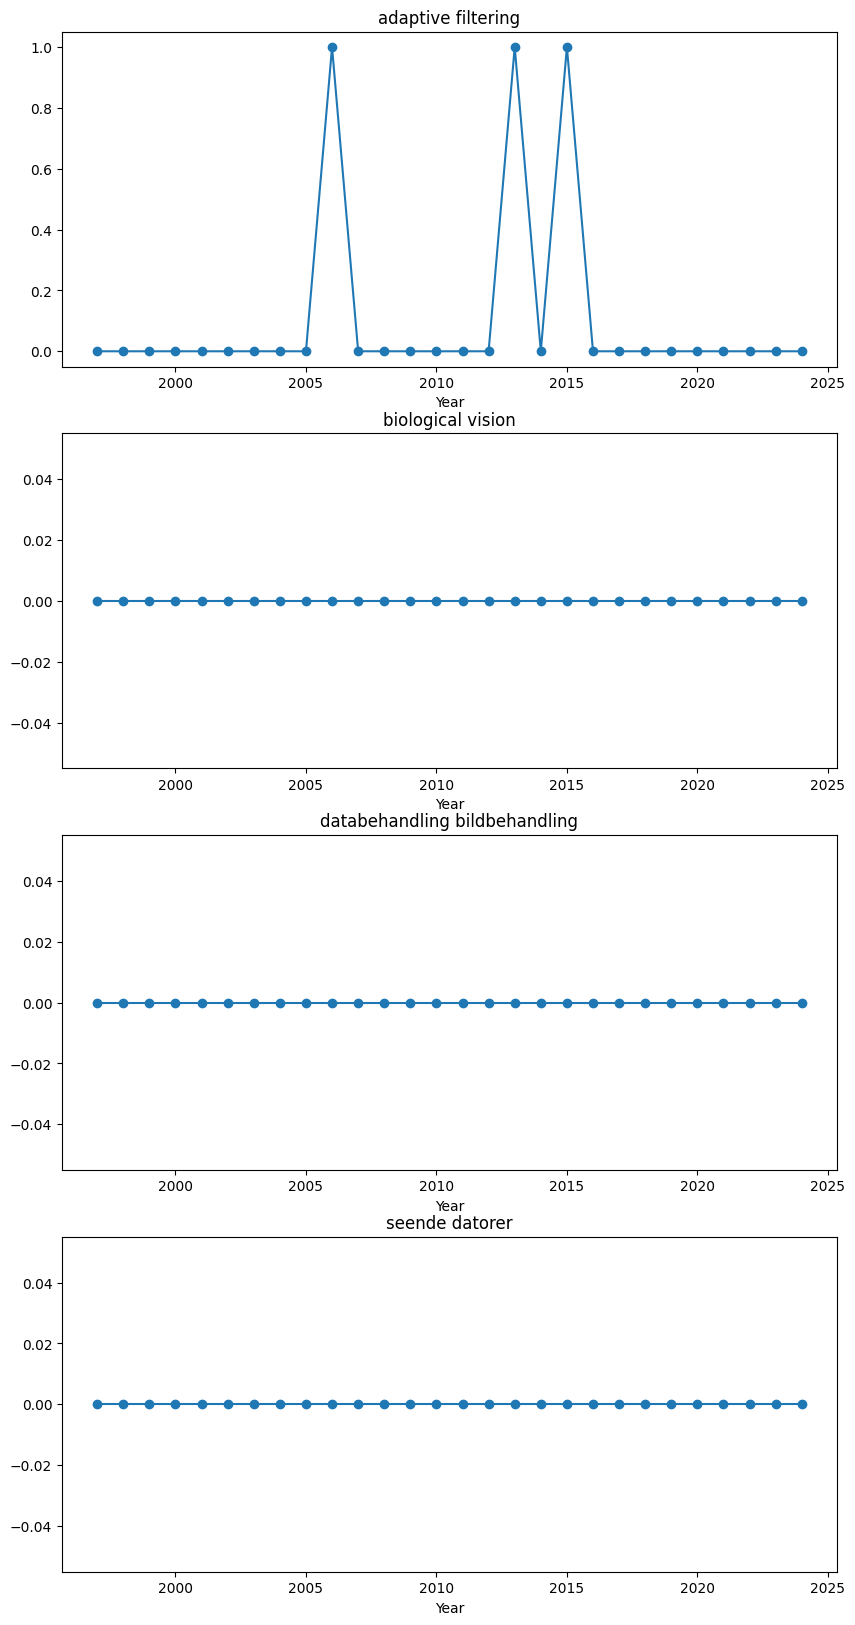 adaptive filtering
1.0
0.8
0.6
0.4
0.2
0.0
2000 2005 2010 2015 2020 2025
Year
biological vision
0.04
0.02
0.00
−0.02
−0.04
2000 2005 2010 2015 2020 2025
Year
databehandling bildbehandling
0.04
0.02
0.00
−0.02
−0.04
2000 2005 2010 2015 2020 2025
Year
seende datorer
0.04
0.02
0.00
−0.02
−0.04
2000 2005 2010 2015 2020 2025
Year